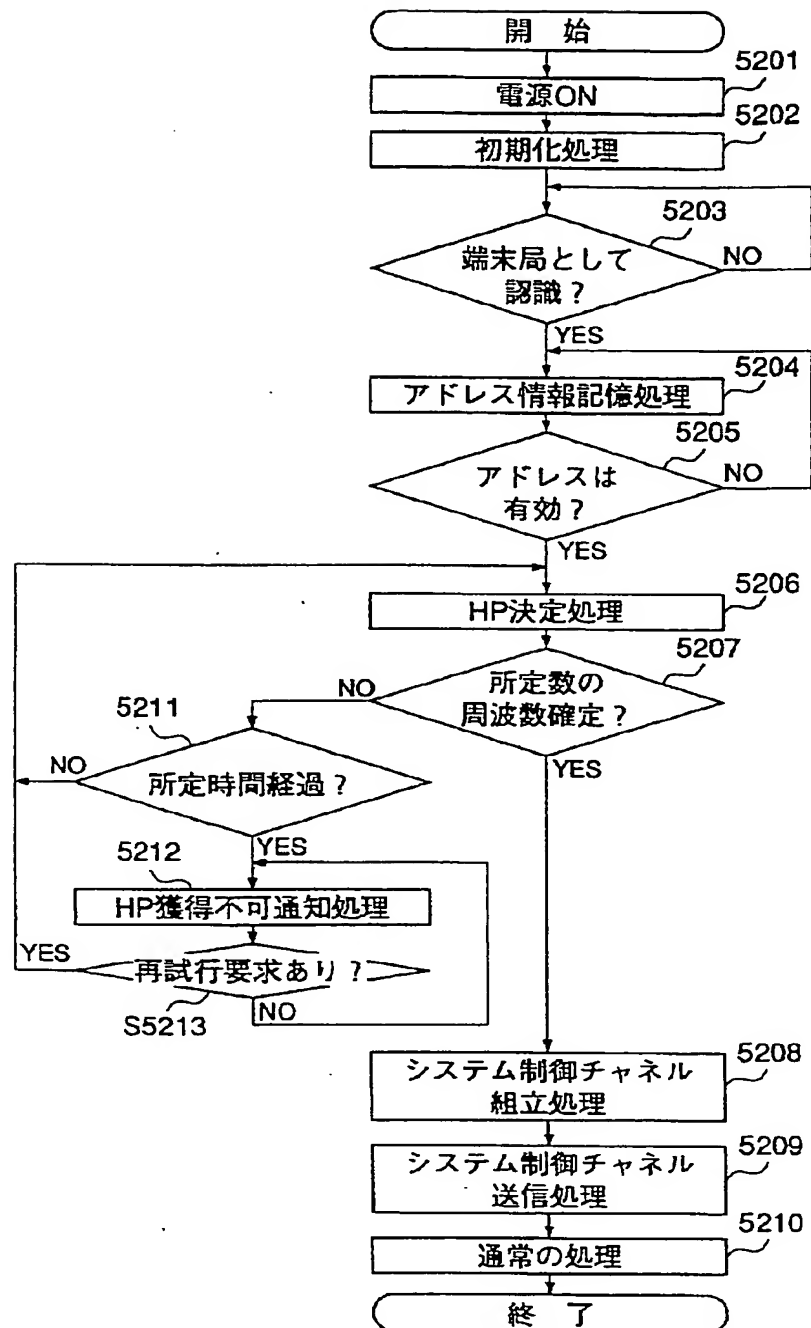 開 始
5201
電源ON
5202
初期化処理
5203
端末局として
認識？
NO
YES
5204
アドレス情報記憶処理
5205
アドレスは
有効？
NO
YES
5206
HP決定処理
5207
所定数の
周波数確定？
NO
YES
5211
所定時間経過？
NO
YES
5212
HP獲得不可通知処理
再試行要求あり？
YES
NO
S5213
5208
システム制御チャネル
組立処理
5209
システム制御チャネル
送信処理
5210
通常の処理
終 了